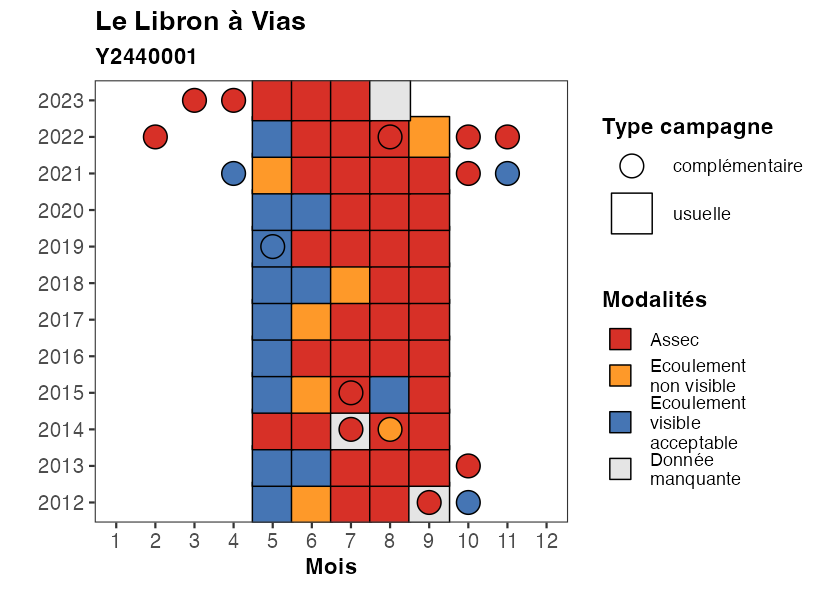 Le Libron à Vias
Y2440001
2023
2022
2021
2020
2019
2018
2017
2016
2015
2014
2013
2012
1 2 3 4 5 6 7 8 9 10 11 12
Mois
Type campagne
complémentaire
usuelle
Modalités
Assec
Ecoulement
non visible
Ecoulement
visible
acceptable
Donnée
manquante